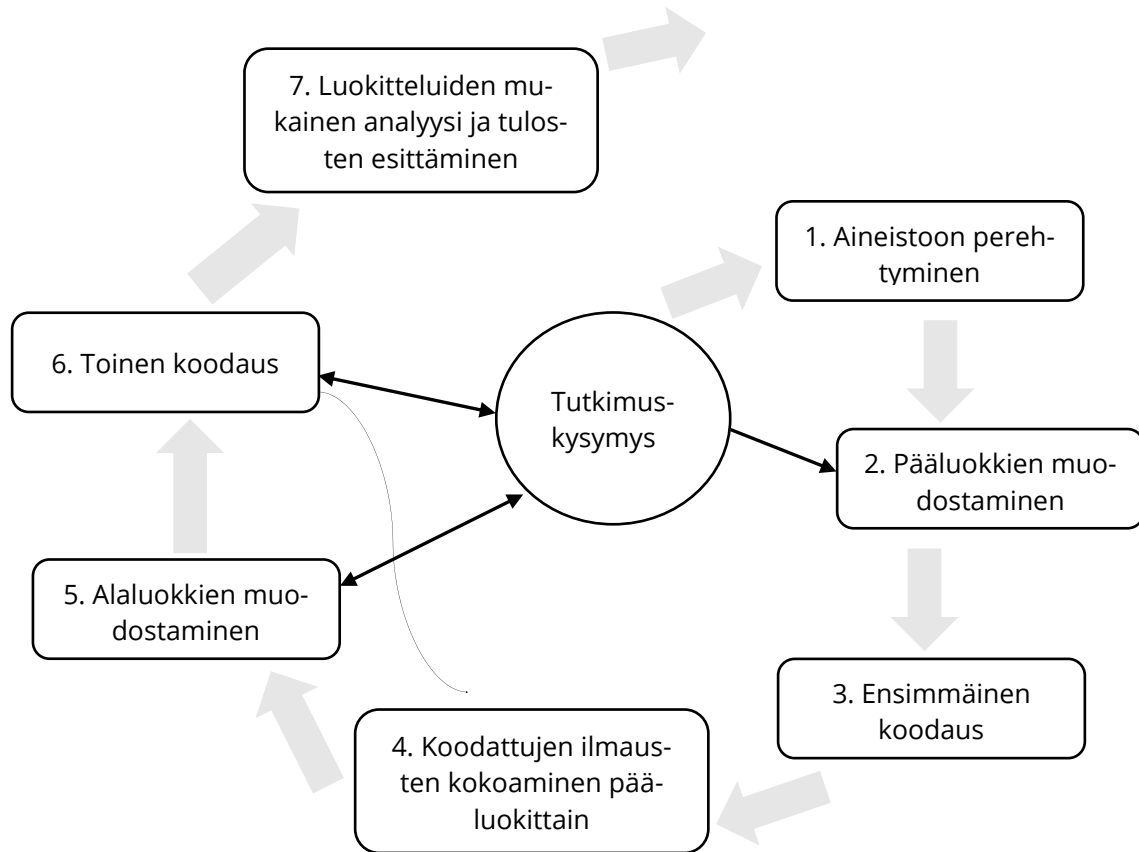 7. Luokitteluiden mu-
kainen analyysi ja tulos-
ten esittäminen
1. Aineistoon pereh-
tyminen
6. Toinen koodaus
Tutkimus-
kysymys
2. Pääluokkien muo-
dostaminen
5. Alaluokkien muo-
dostaminen
3. Ensimmäinen
koodaus
4. Koodattujen ilmaus-
ten kokoaminen pää-
luokittain